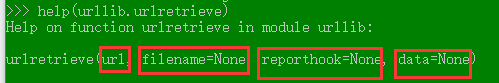 >>> help(urllib.urlretrieve)
Help on function urlretrieve in module urllib:
urlretrieve(url, filename=None, reporthook=None, data=None)